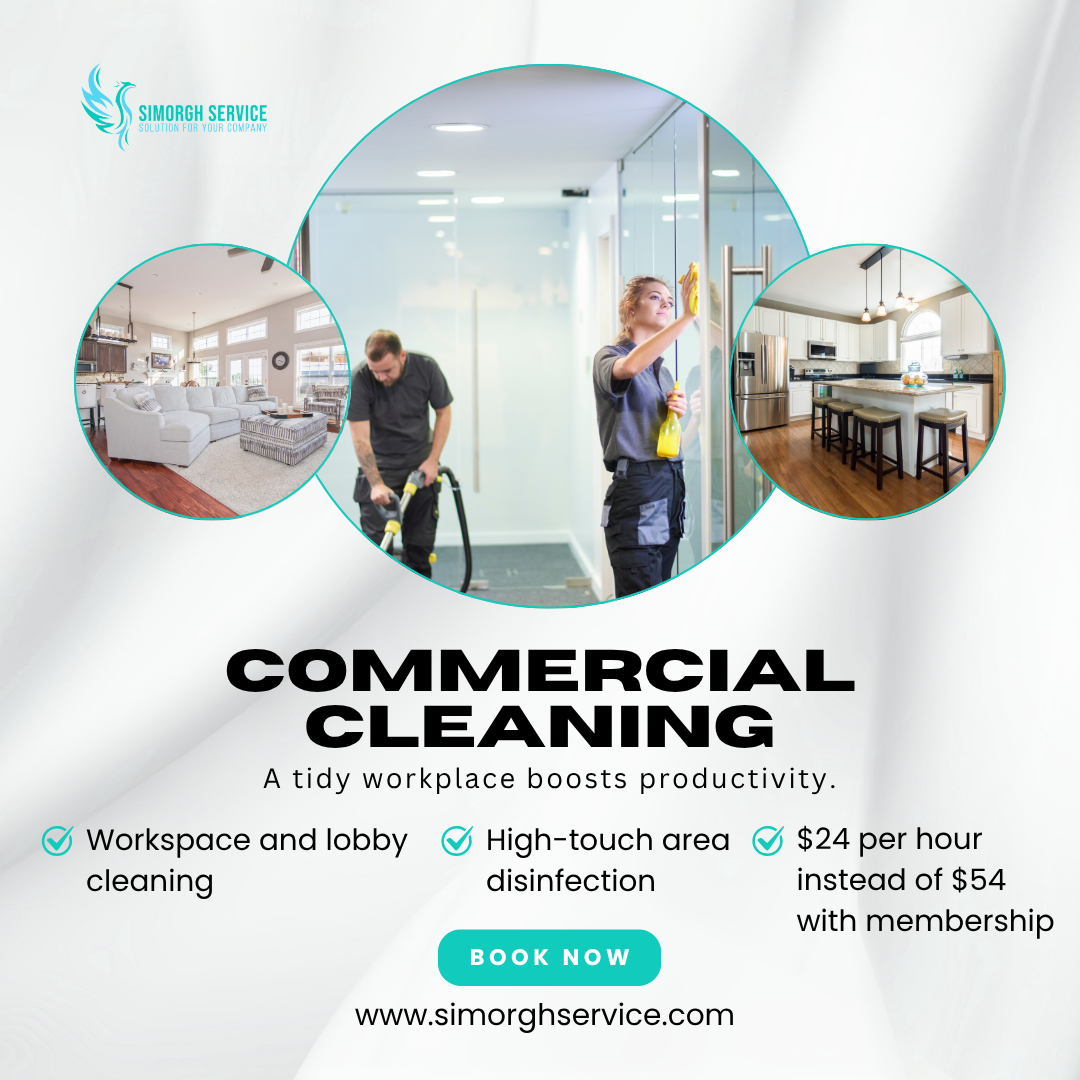 SIMORGH SERVICE
SOLUTION FOR YOUR COMPANY
COMMERCIAL
CLEANING
A tidy workplace boosts productivity.
Workspace and lobby
cleaning
High-touch area
disinfection
$24 per hour
instead of $54
with membership
BOOK NOW
www.simorghservice.com